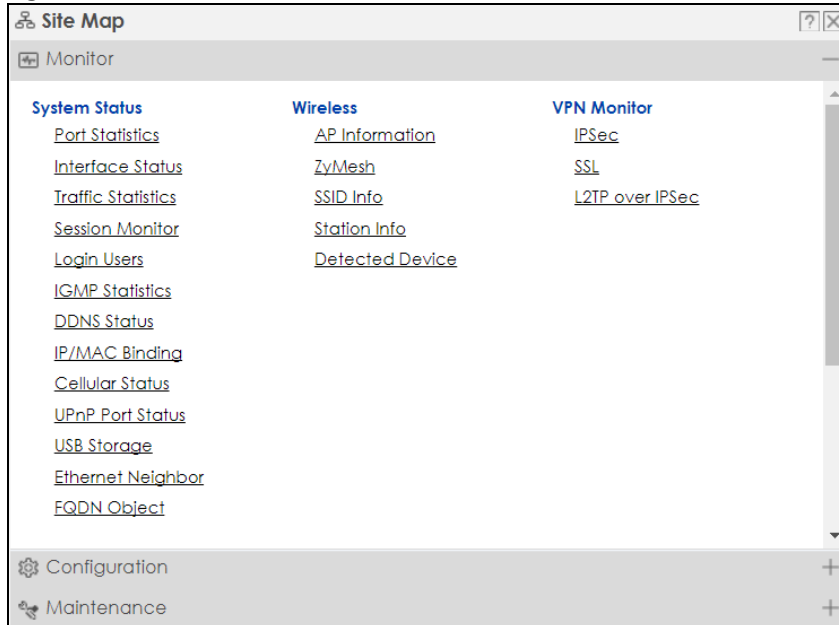 Site Map
Monitor
System Status
Port Statistics
Interface Status
Traffic Statistics
Session Monitor
Login Users
IGMP Statistics
DDNS Status
IP/MAC Binding
Cellular Status
UPnP Port Status
USB Storage
Ethernet Neighbor
FQDN Object
Wireless
AP Information
ZyMesh
SSID Info
Station Info
Detected Device
VPN Monitor
IPSec
SSL
L2TP over IPSec
Configuration
Maintenance